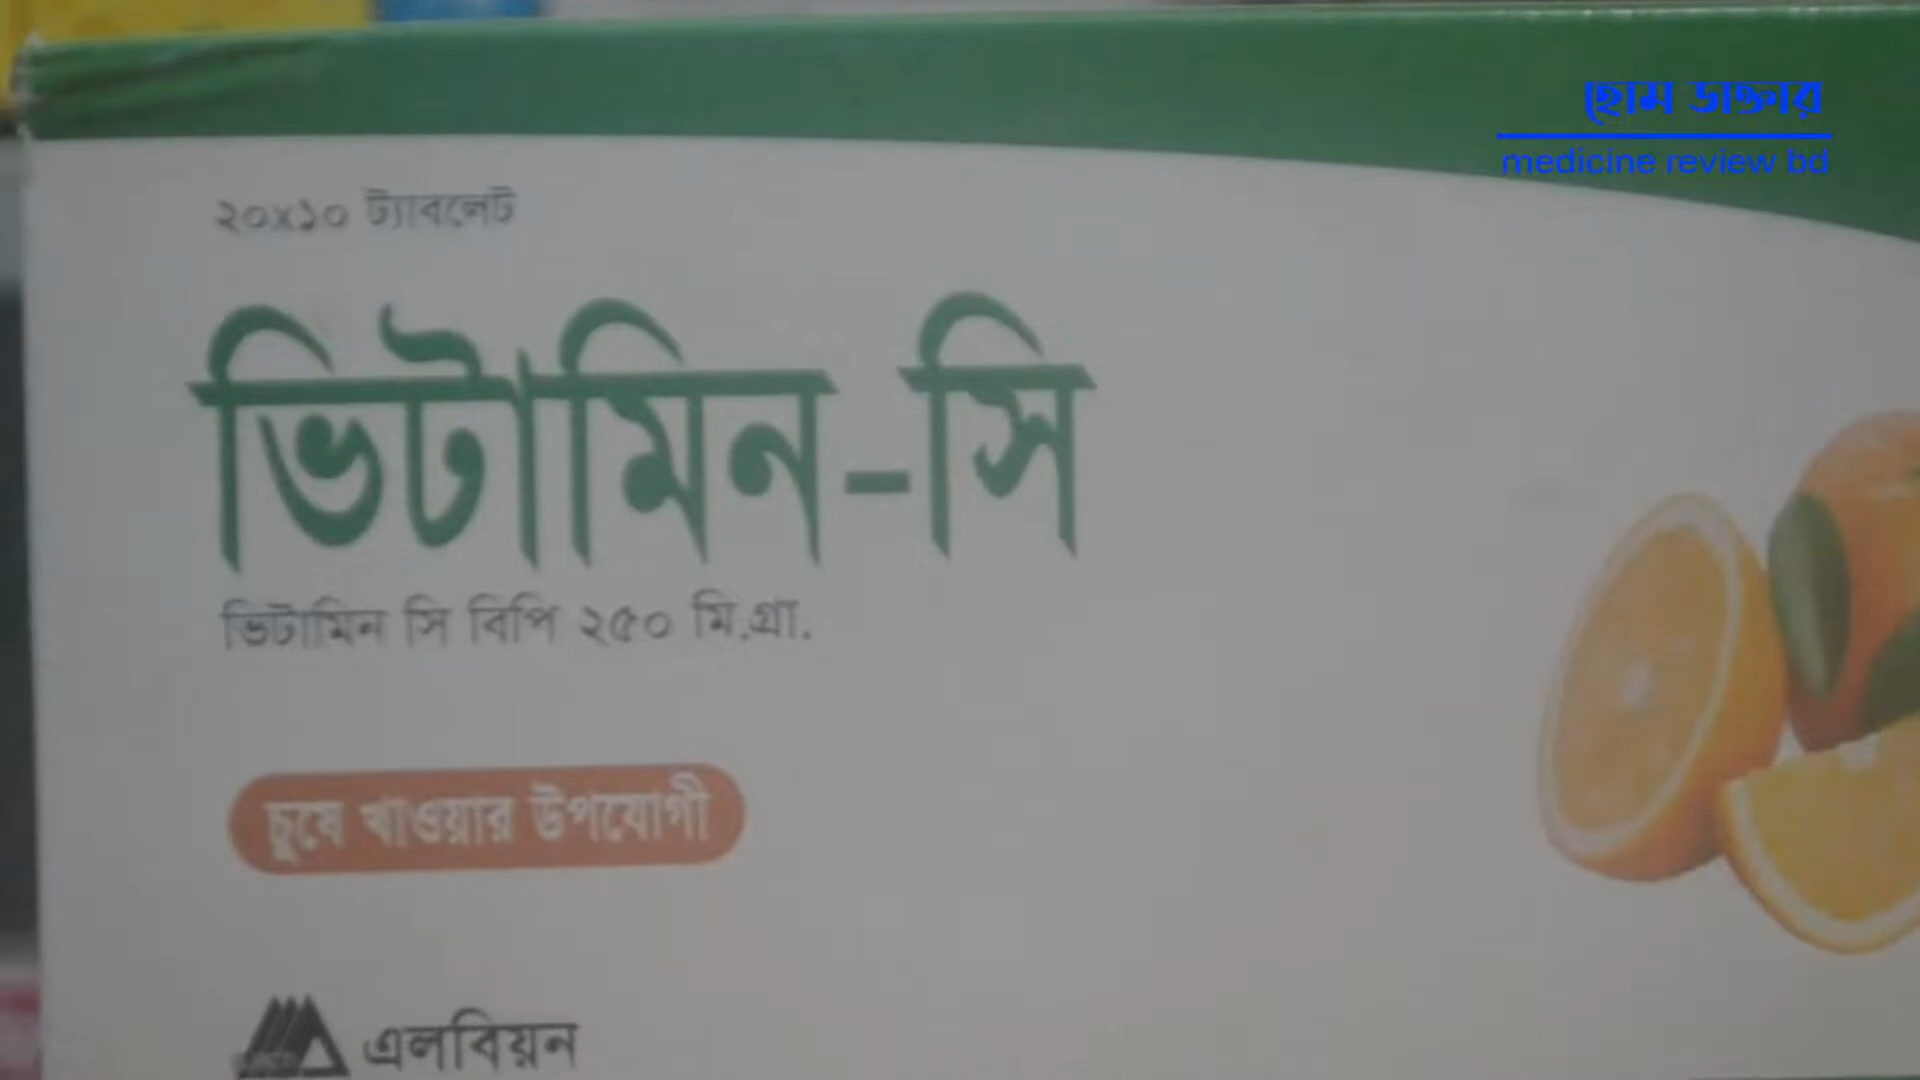 হোম ডাক্তার
medicine review bd
২০x১০ ট্যাবলেট
ভিটামিন-সি
ভিটামিন সি বিপি ২৫০ মি.গ্রা.
চুষে খাওয়ার উপযোগী
এলবিয়ন